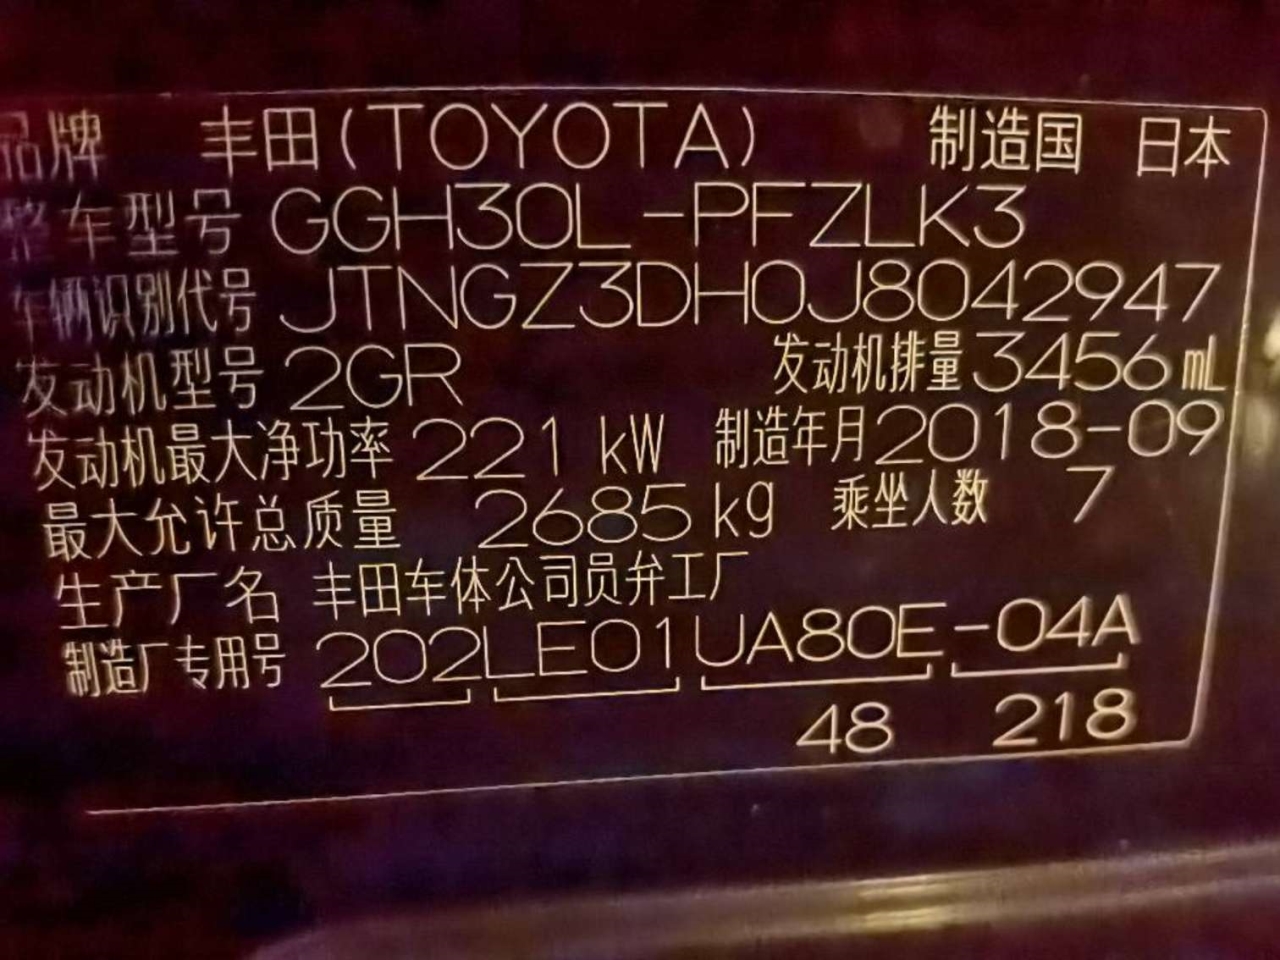 品牌 丰田(TOYOTA) 制造国 日本
整车型号 GGH30L-PFZLK3
车辆识别代号 JTNGZ3DH0J8042947
发动机型号 2GR 发动机排量 3456 mL
发动机最大净功率 221 kW 制造年月 2018-09
最大允许总质量 2685 kg 乘坐人数 7
生产厂名 丰田车体公司员弁工厂
制造厂专用号 202LE01UA80E-04A
48 218